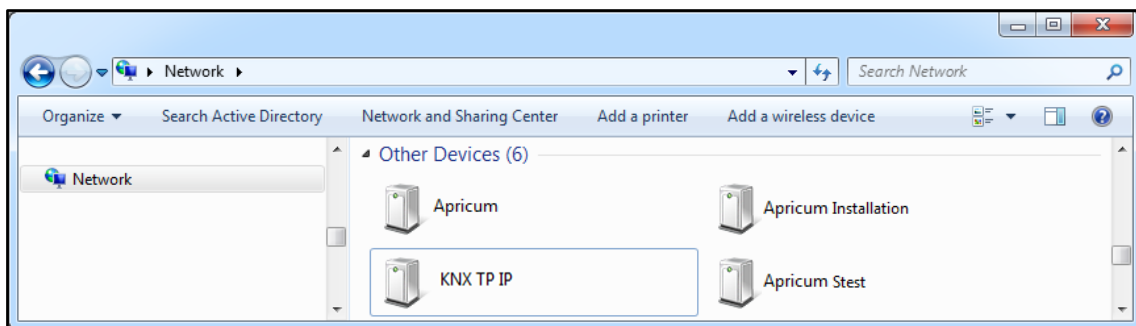 Network
Search Network
Organize Search Active Directory Network and Sharing Center Add a printer Add a wireless device
Network
Other Devices (6)
Apricum Apricum Installation
KNX TP IP Apricum Stest